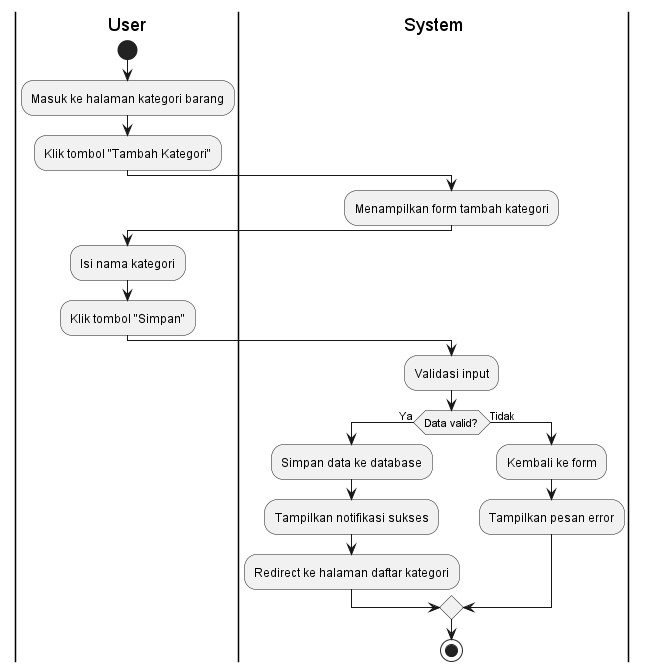 User
System
Masuk ke halaman kategori barang
Klik tombol "Tambah Kategori"
Menampilkan form tambah kategori
Isi nama kategori
Klik tombol "Simpan"
Validasi input
Ya
Data valid?
Tidak
Simpan data ke database
Kembali ke form
Tampilkan notifikasi sukses
Tampilkan pesan error
Redirect ke halaman daftar kategori